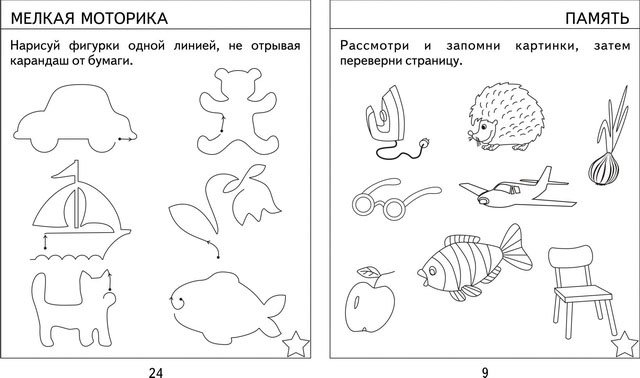 МЕЛКАЯ МОТОРИКА
Нарисуй фигурки одной линией, не отрывая
карандаш от бумаги.
24
ПАМЯТЬ
Рассмотри и запомни картинки, затем
переверни страницу.
9